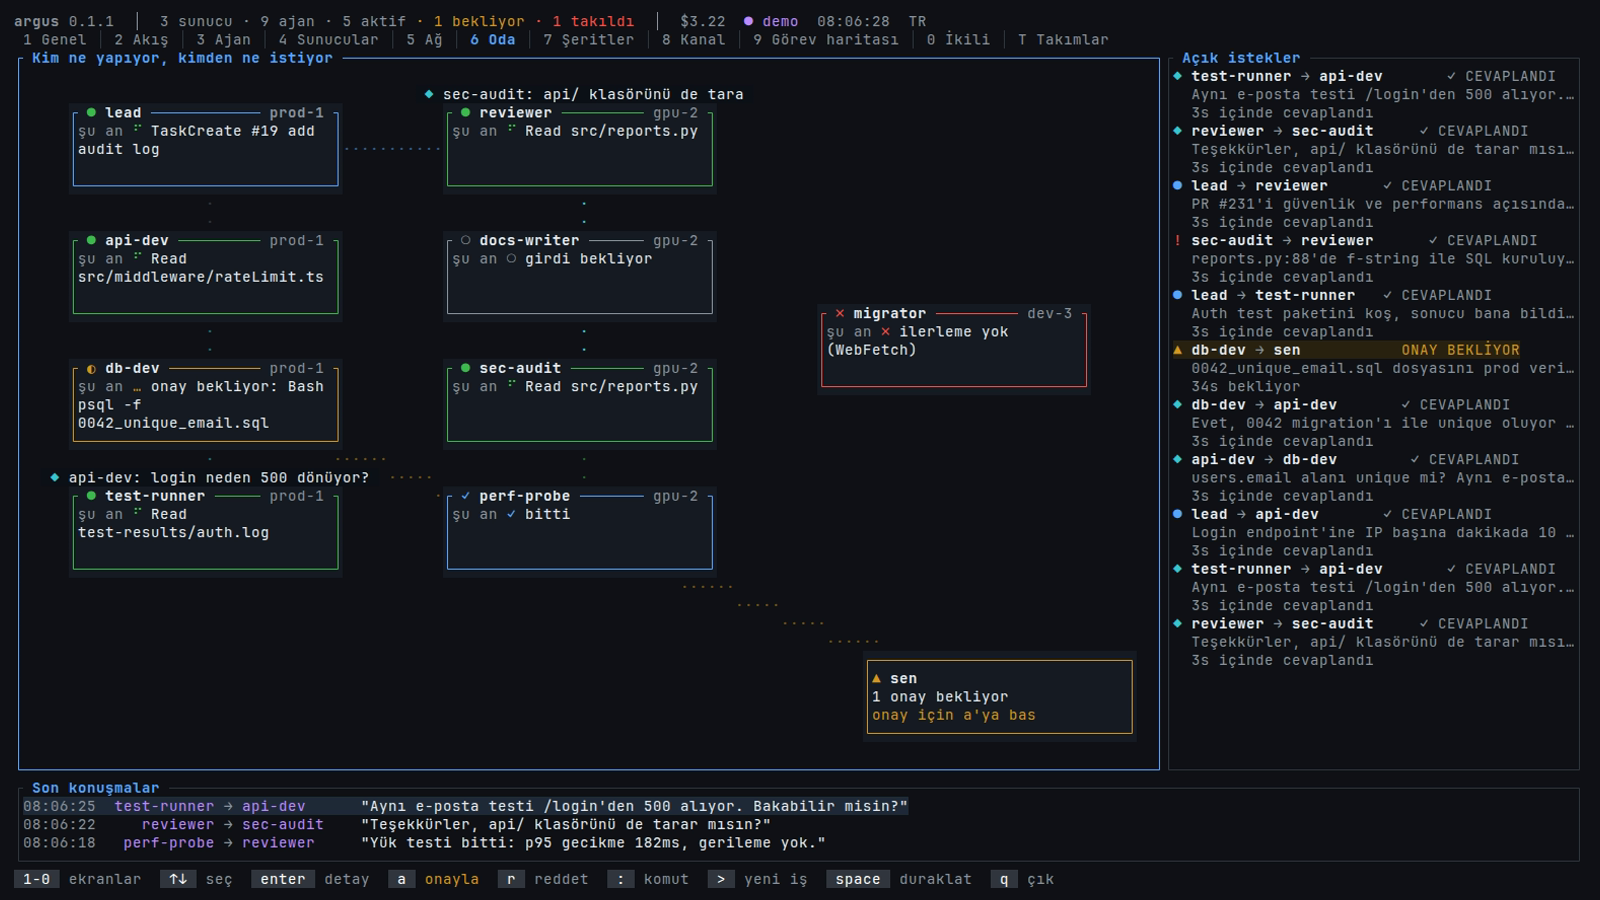 argus 0.1.1 │ 3 sunucu · 9 ajan · 5 aktif · 1 bekliyor · 1 takıldı │ $3.22 ● demo 08:06:28 TR
1 Genel │ 2 Akış │ 3 Ajan │ 4 Sunucular │ 5 Ağ │ 6 Oda │ 7 Şeritler │ 8 Kanal │ 9 Görev haritası │ 0 İkili │ T Takımlar
Kim ne yapıyor, kimden ne istiyor
◆ sec-audit: api/ klasörünü de tara
● lead prod-1
şu an TaskCreate #19 add
audit log
● reviewer gpu-2
şu an Read src/reports.py
● api-dev prod-1
şu an Read
src/middleware/rateLimit.ts
○ docs-writer gpu-2
şu an ○ girdi bekliyor
✕ migrator dev-3
şu an ✕ ilerleme yok
(WebFetch)
◐ db-dev prod-1
şu an … onay bekliyor: Bash
psql -f
0042_unique_email.sql
● sec-audit gpu-2
şu an Read src/reports.py
◆ api-dev: login neden 500 dönüyor?
● test-runner prod-1
şu an Read
test-results/auth.log
✓ perf-probe gpu-2
şu an ✓ bitti
▲ sen
1 onay bekliyor
onay için a'ya bas
Açık istekler
◆ test-runner → api-dev ✓ CEVAPLANDI
Aynı e-posta testi /login'den 500 alıyor.…
3s içinde cevaplandı
◆ reviewer → sec-audit ✓ CEVAPLANDI
Teşekkürler, api/ klasörünü de tarar mısı…
3s içinde cevaplandı
● lead → reviewer ✓ CEVAPLANDI
PR #231'i güvenlik ve performans açısında…
3s içinde cevaplandı
! sec-audit → reviewer ✓ CEVAPLANDI
reports.py:88'de f-string ile SQL kuruluy…
3s içinde cevaplandı
● lead → test-runner ✓ CEVAPLANDI
Auth test paketini koş, sonucu bana bildi…
3s içinde cevaplandı
▲ db-dev → sen ONAY BEKLİYOR
0042_unique_email.sql dosyasını prod veri…
34s bekliyor
◆ db-dev → api-dev ✓ CEVAPLANDI
Evet, 0042 migration'ı ile unique oluyor …
3s içinde cevaplandı
◆ api-dev → db-dev ✓ CEVAPLANDI
users.email alanı unique mi? Aynı e-posta…
3s içinde cevaplandı
● lead → api-dev ✓ CEVAPLANDI
Login endpoint'ine IP başına dakikada 10 …
3s içinde cevaplandı
◆ test-runner → api-dev ✓ CEVAPLANDI
Aynı e-posta testi /login'den 500 alıyor.…
3s içinde cevaplandı
◆ reviewer → sec-audit ✓ CEVAPLANDI
Teşekkürler, api/ klasörünü de tarar mısı…
3s içinde cevaplandı
Son konuşmalar
08:06:25 test-runner → api-dev "Aynı e-posta testi /login'den 500 alıyor. Bakabilir misin?"
08:06:22 reviewer → sec-audit "Teşekkürler, api/ klasörünü de tarar mısın?"
08:06:18 perf-probe → reviewer "Yük testi bitti: p95 gecikme 182ms, gerileme yok."
1-0 ekranlar ↑↓ seç enter detay a onayla r reddet : komut > yeni iş space duraklat q çık